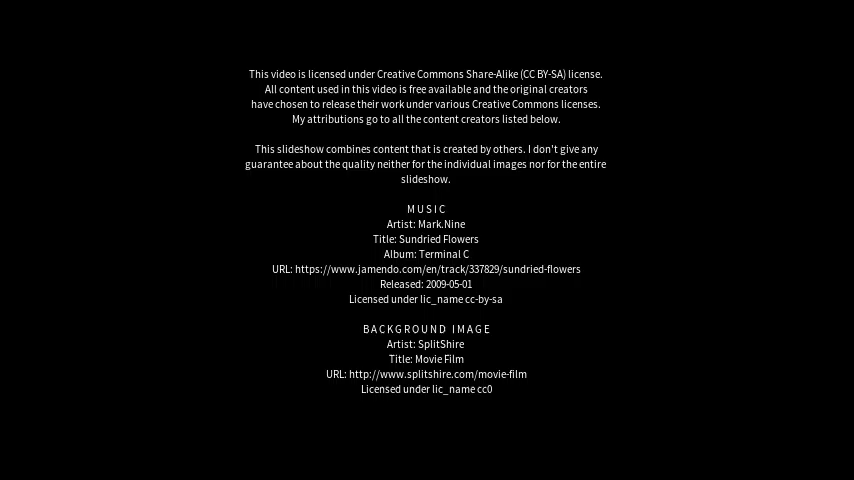 This video is licensed under Creative Commons Share-Alike (CC BY-SA) license.
All content used in this video is free available and the original creators
have chosen to release their work under various Creative Commons licenses.
My attributions go to all the content creators listed below.
This slideshow combines content that is created by others. I don't give any
guarantee about the quality neither for the individual images nor for the entire
slideshow.
MUSIC
Artist: Mark.Nine
Title: Sundried Flowers
Album: Terminal C
URL: https://www.jamendo.com/en/track/337829/sundried-flowers
Released: 2009-05-01
Licensed under lic_name cc-by-sa
BACKGROUND IMAGE
Artist: SplitShire
Title: Movie Film
URL: http://www.splitshire.com/movie-film
Licensed under lic_name cc0